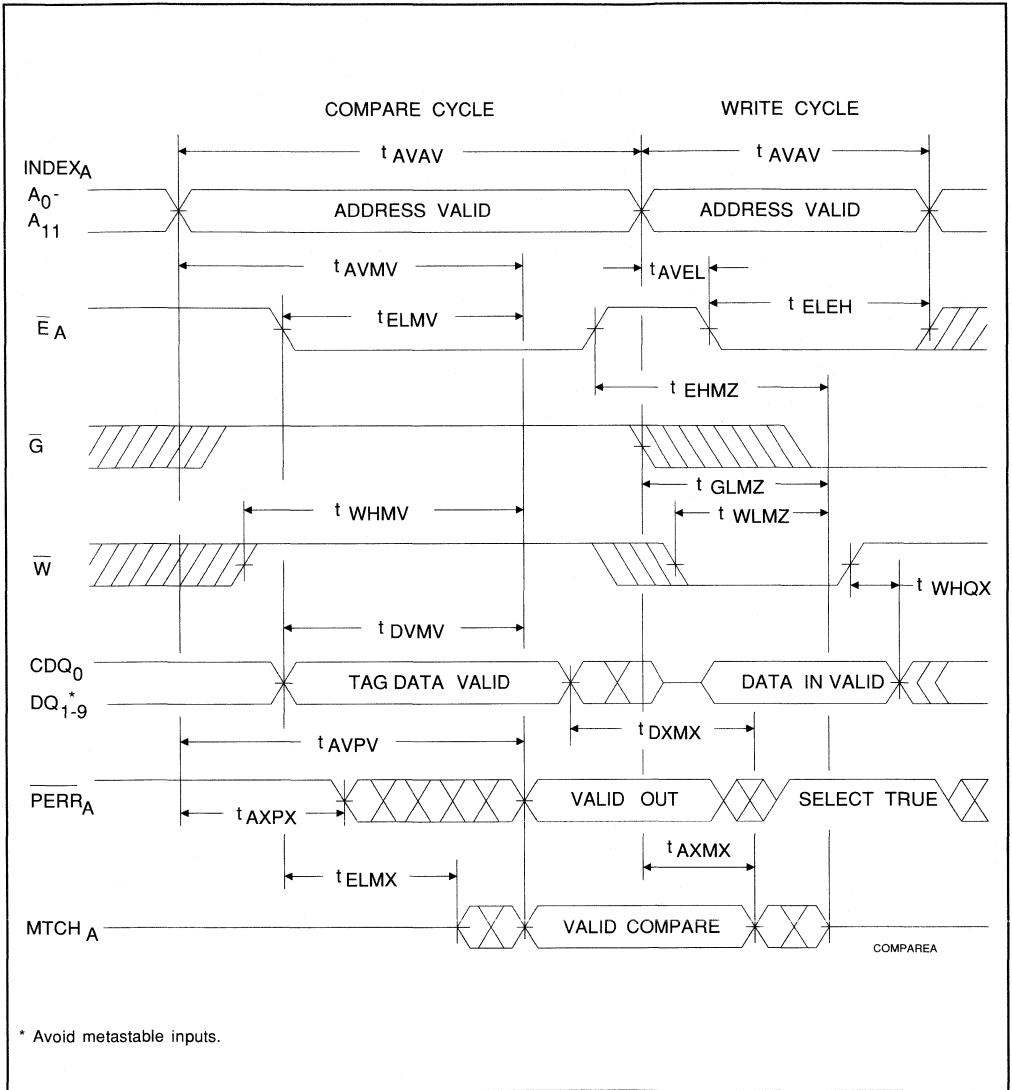 COMPARE CYCLE WRITE CYCLE
t AVAV t AVAV
INDEXA
A0-
A11
ADDRESS VALID ADDRESS VALID
t AVMV t AVEL
t ELMV t ELEH
E A
t EHMZ
G
t GLMZ
t WHMV t WLMZ
W
t WHQX
t DVMV
CDQ0
DQ*1-9
TAG DATA VALID DATA IN VALID
t DXMX
t AVPV
PERRA
VALID OUT SELECT TRUE
t AXPX
t AXMX
t ELMX
MTCH A
VALID COMPARE
COMPAREA
* Avoid metastable inputs.